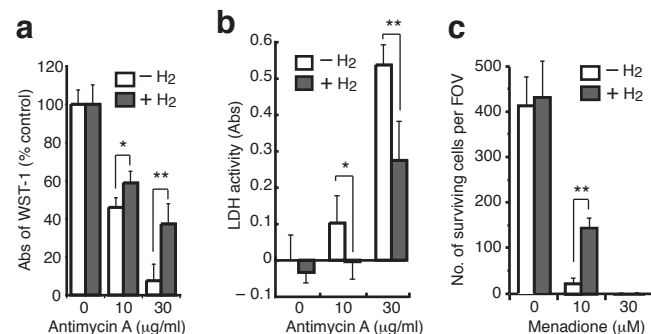 a
Abs of WST-1 (% control)
120
100
80
60
40
20
0
− H2
+ H2
*
**
0 10 30
Antimycin A (µg/ml)
b
LDH activity (Abs)
0.6
0.5
0.4
0.3
0.2
0.1
0
− 0.1
− H2
+ H2
*
**
0 10 30
Antimycin A (µg/ml)
c
No. of surviving cells per FOV
500
400
300
200
100
0
− H2
+ H2
**
0 10 30
Menadione (µM)